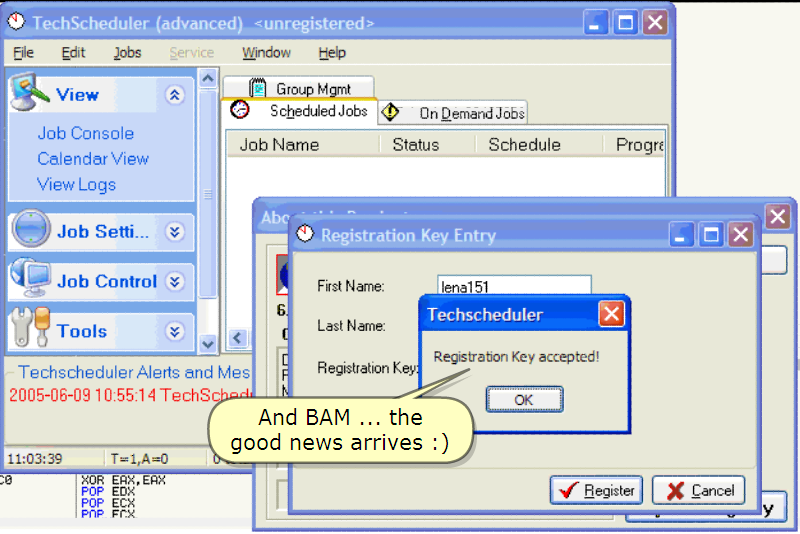 TechScheduler (advanced) <unregistered>
File Edit Jobs Service Window Help
View
Job Console
Calendar View
View Logs
Job Setti...
Job Control
Tools
Group Mgmt
Scheduled Jobs
On Demand Jobs
Job Name Status Schedule Progra
Registration Key Entry
First Name:
lena151
Last Name:
Registration Key:
Techscheduler
Registration Key accepted!
OK
Register Cancel
Techscheduler Alerts and Mes
2005-06-09 10:55:14 TechSchedu
And BAM ... the
good news arrives :)
11:03:39 T=1,A=0
C0 XOR EAX,EAX
POP EDX
POP ECX
POP ECX